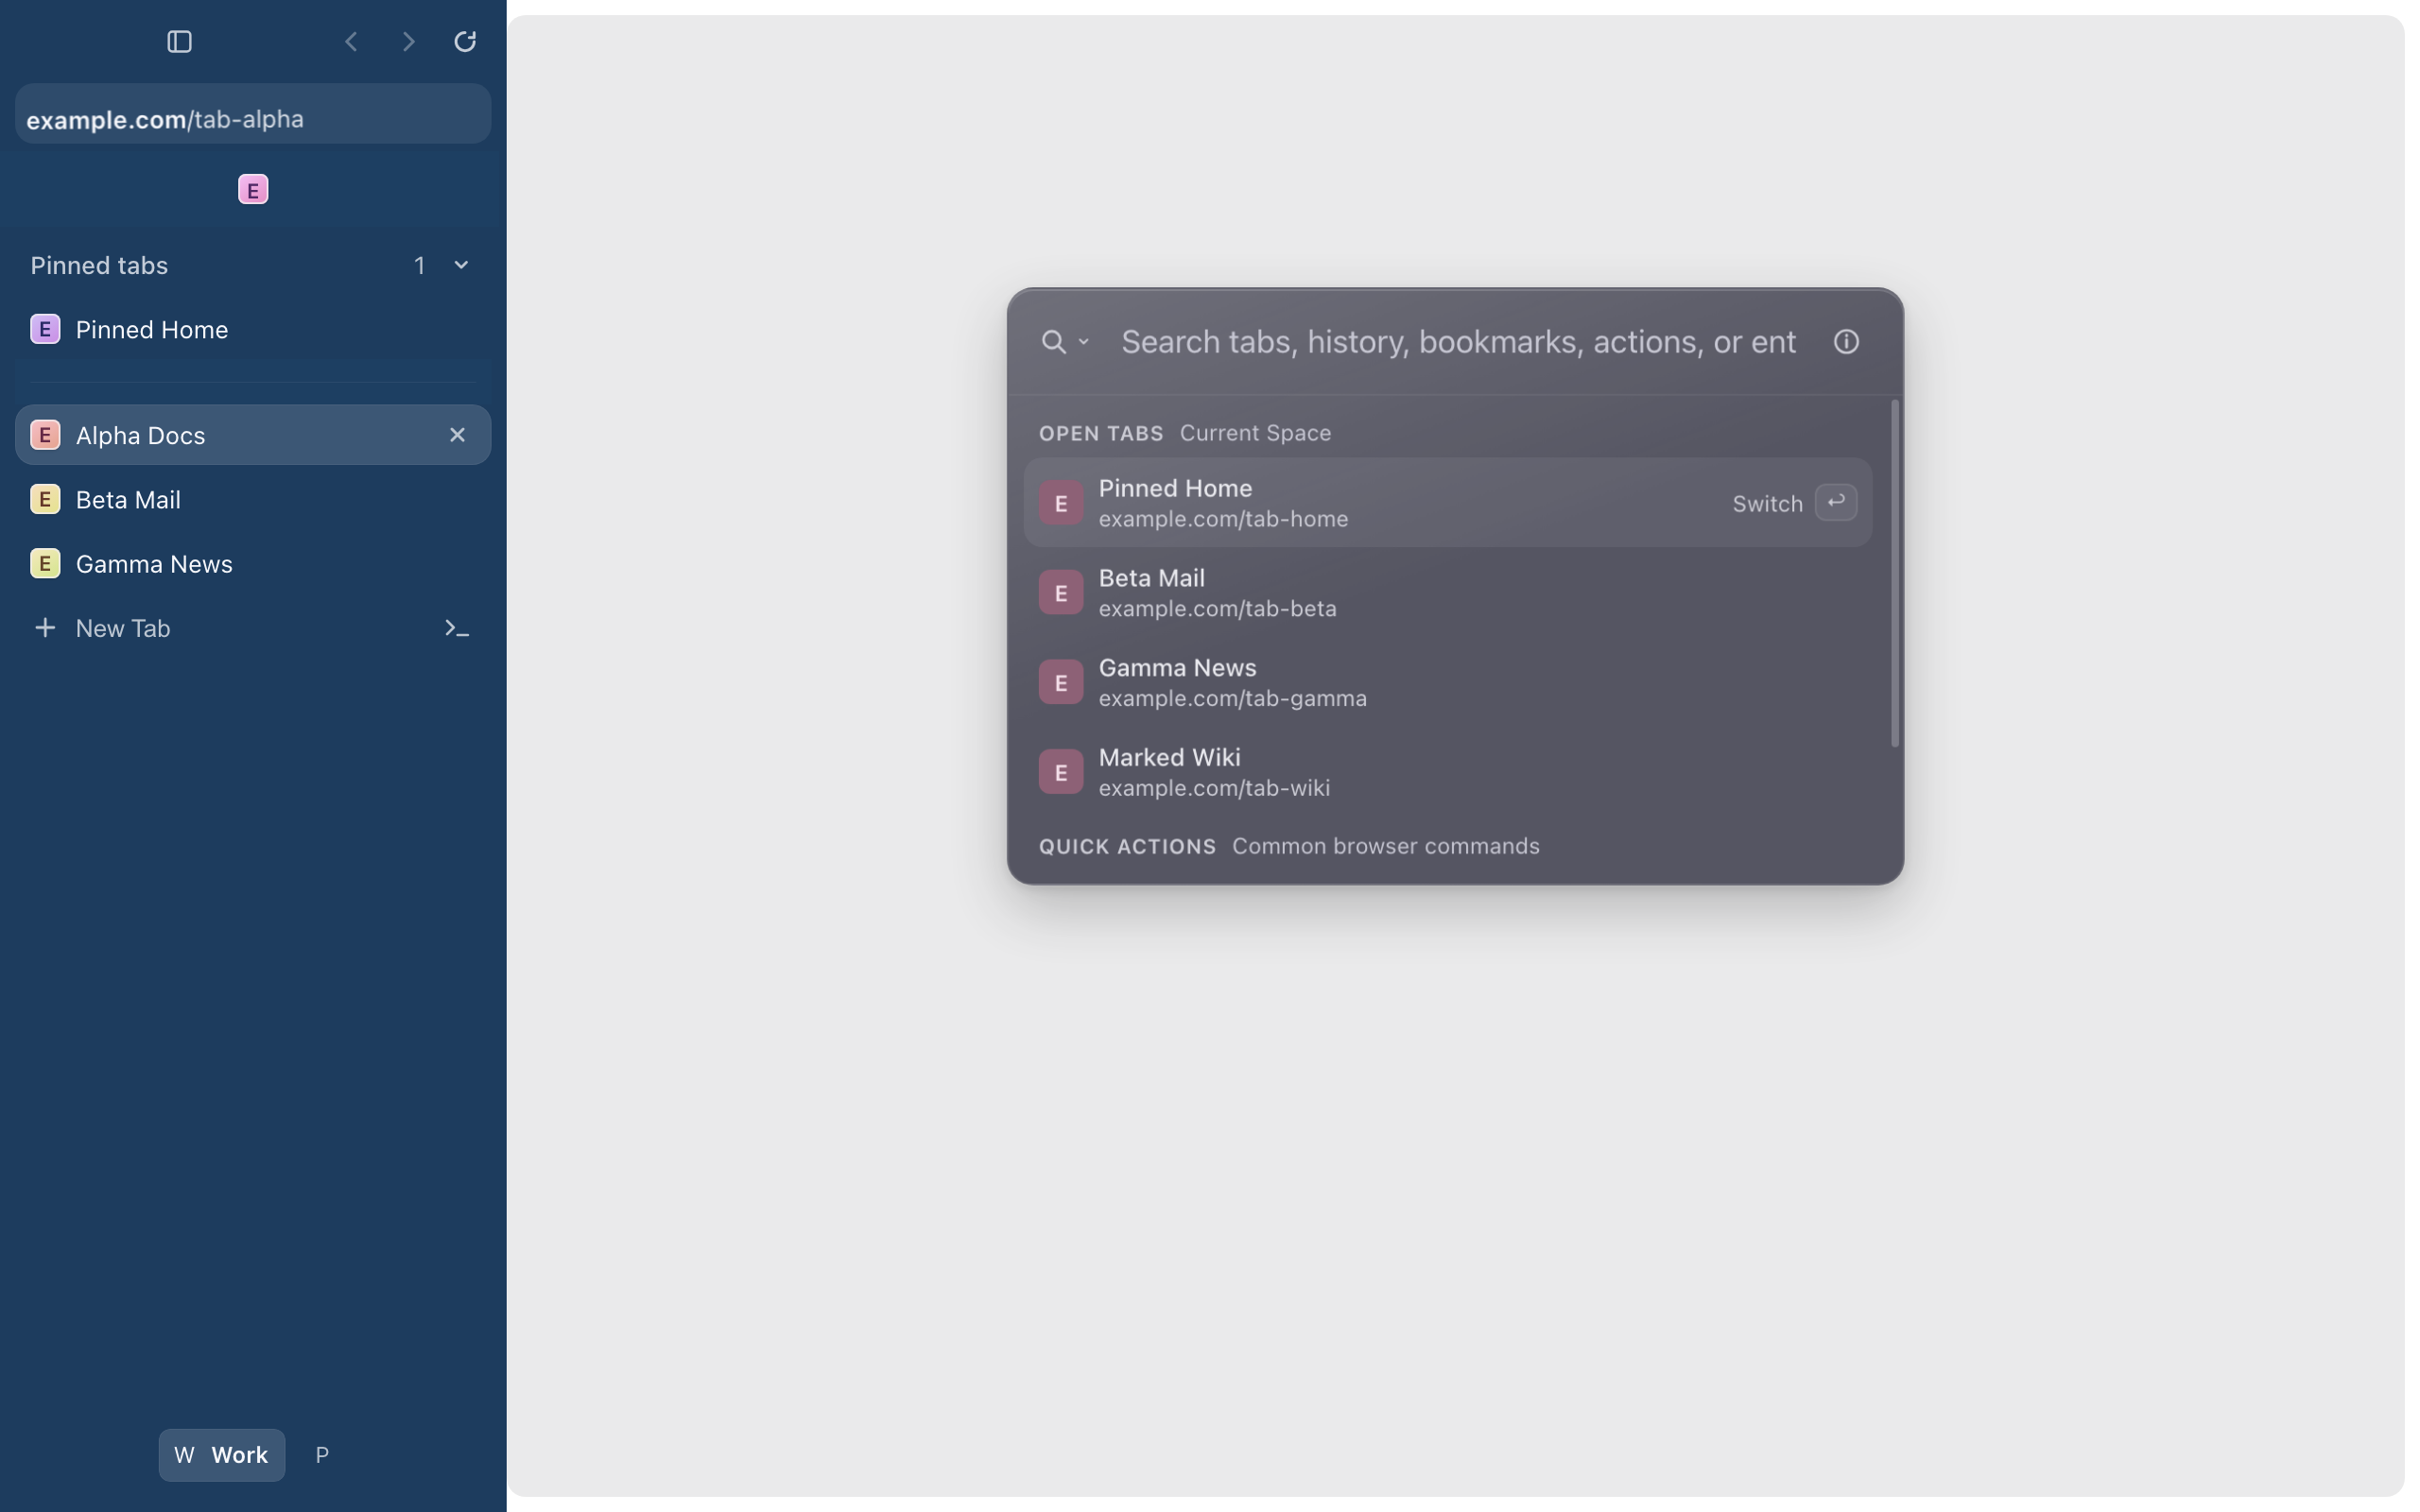 example.com/tab-alpha
E
Pinned tabs 1
E Pinned Home
E Alpha Docs
E Beta Mail
E Gamma News
New Tab
W Work P
Search tabs, history, bookmarks, actions, or ent
OPEN TABS Current Space
E Pinned Home
example.com/tab-home
Switch
E Beta Mail
example.com/tab-beta
E Gamma News
example.com/tab-gamma
E Marked Wiki
example.com/tab-wiki
QUICK ACTIONS Common browser commands